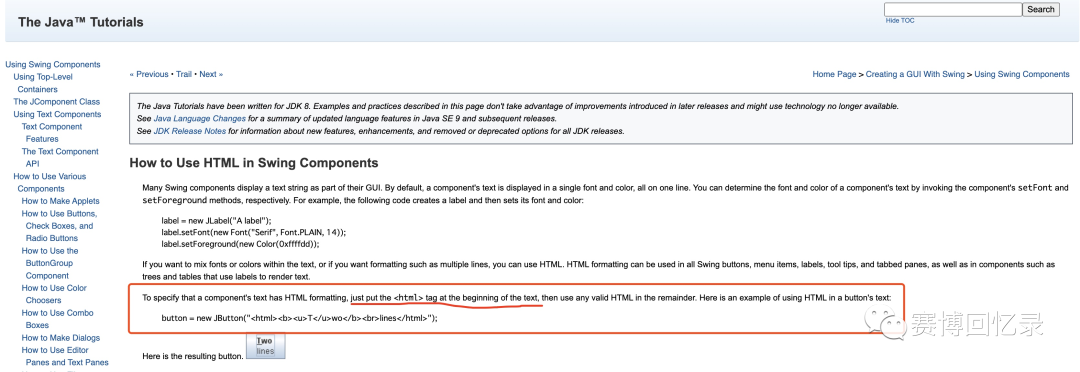 The Java™ Tutorials
Search
Hide TOC
Using Swing Components
Using Top-Level
Containers
The JComponent Class
Using Text Components
Text Component
Features
The Text Component
API
How to Use Various
Components
How to Make Applets
How to Use Buttons,
Check Boxes, and
Radio Buttons
How to Use the
ButtonGroup
Component
How to Use Color
Choosers
How to Use Combo
Boxes
How to Make Dialogs
How to Use Editor
Panes and Text Panes
« Previous • Trail • Next »
Home Page > Creating a GUI With Swing > Using Swing Components
The Java Tutorials have been written for JDK 8. Examples and practices described in this page don't take advantage of improvements introduced in later releases and might use technology no longer available.
See Java Language Changes for a summary of updated language features in Java SE 9 and subsequent releases.
See JDK Release Notes for information about new features, enhancements, and removed or deprecated options for all JDK releases.
How to Use HTML in Swing Components
Many Swing components display a text string as part of their GUI. By default, a component's text is displayed in a single font and color, all on one line. You can determine the font and color of a component's text by invoking the component's setFont and
setForeground methods, respectively. For example, the following code creates a label and then sets its font and color:
label = new JLabel("A label");
label.setFont(new Font("Serif", Font.PLAIN, 14));
label.setForeground(new Color(0xffffdd));
If you want to mix fonts or colors within the text, or if you want formatting such as multiple lines, you can use HTML. HTML formatting can be used in all Swing buttons, menu items, labels, tool tips, and tabbed panes, as well as in components such as
trees and tables that use labels to render text.
To specify that a component's text has HTML formatting, just put the <html> tag at the beginning of the text, then use any valid HTML in the remainder. Here is an example of using HTML in a button's text:
button = new JButton("<html><b><u>T</u>wo</b><br>lines</html>");
Here is the resulting button.
Two
lines
赛博回忆录